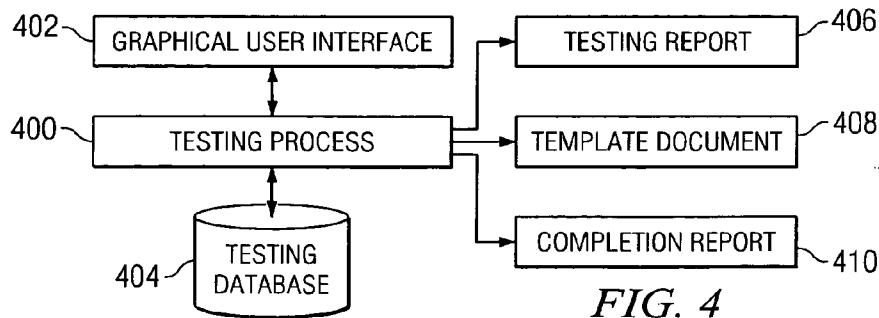 402
GRAPHICAL USER INTERFACE
TESTING REPORT
406
400
TESTING PROCESS
TEMPLATE DOCUMENT
408
404
TESTING
DATABASE
COMPLETION REPORT
410
FIG. 4